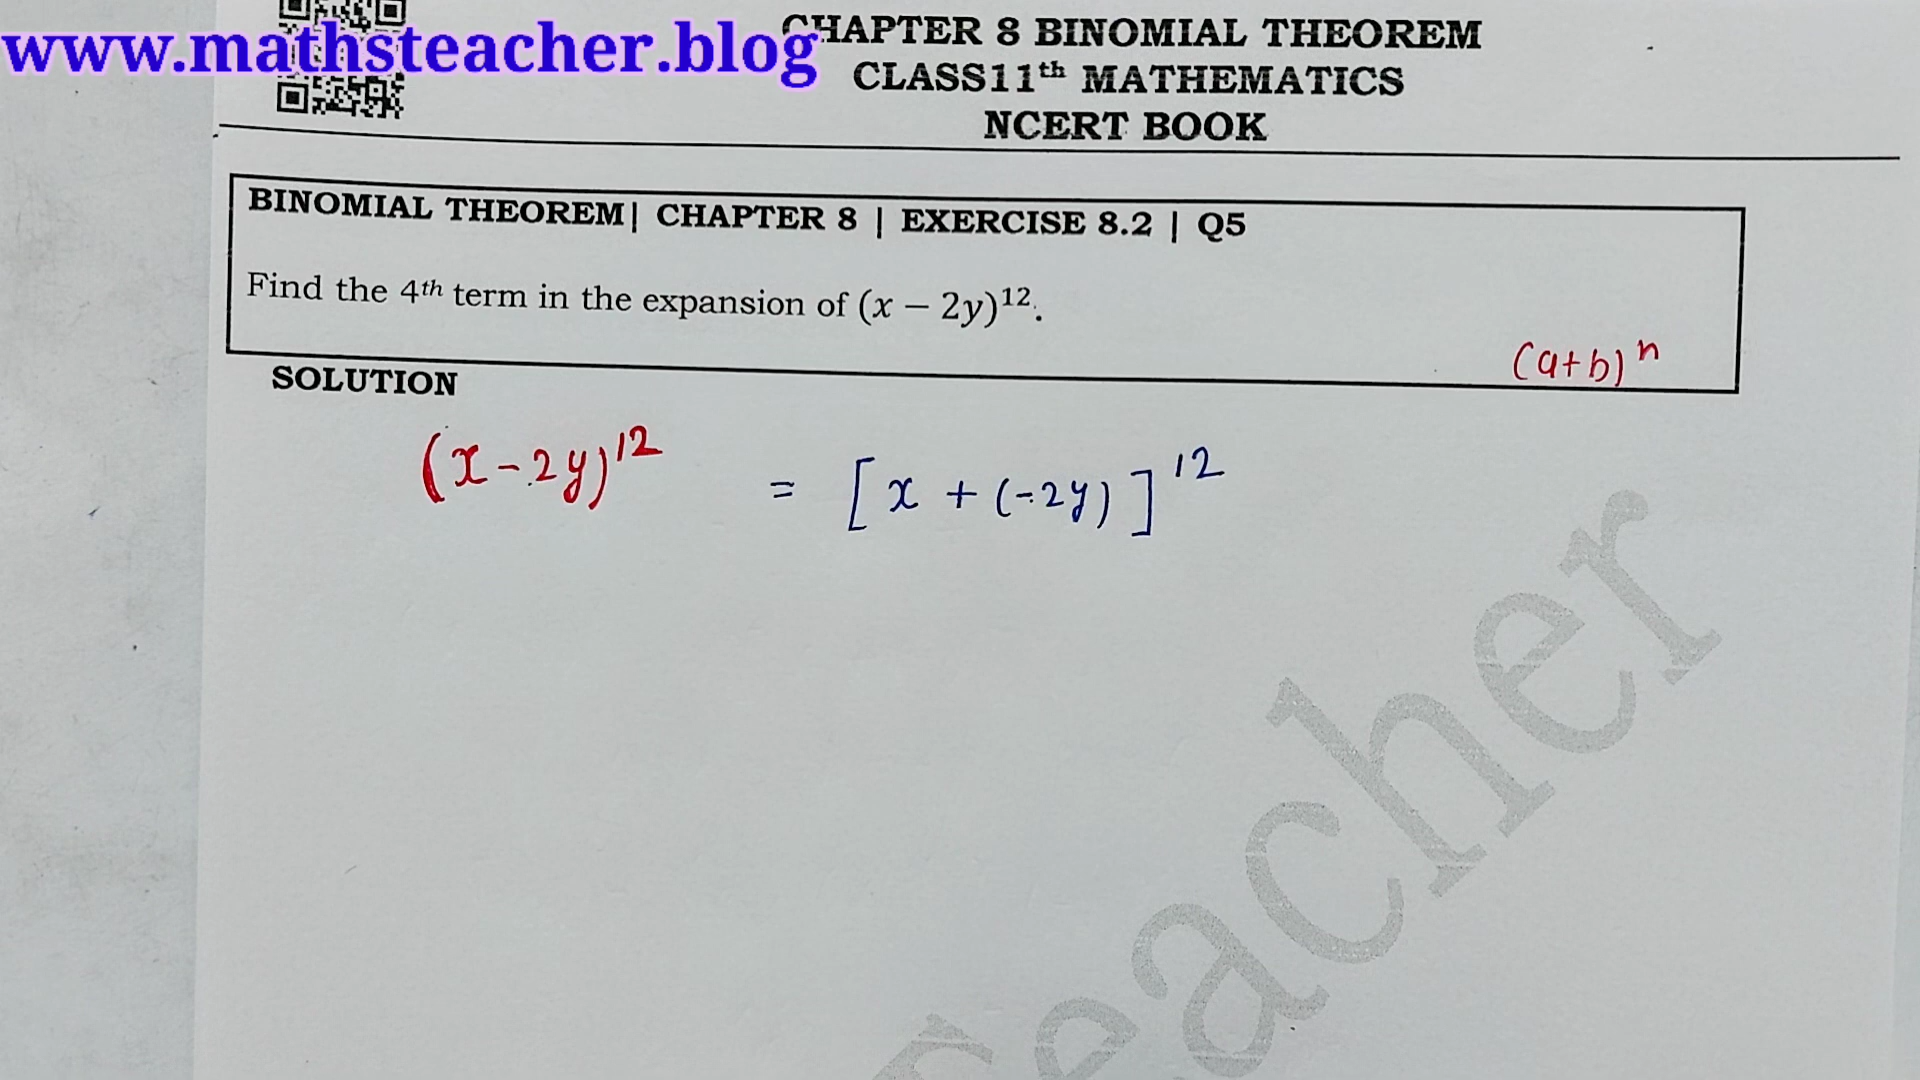 www.mathsteacher.blog
CHAPTER 8 BINOMIAL THEOREM
CLASS11th MATHEMATICS
NCERT BOOK
BINOMIAL THEOREM| CHAPTER 8 | EXERCISE 8.2 | Q5
Find the 4th term in the expansion of (x − 2y)¹².
(a+b)ⁿ
SOLUTION
(x-2y)¹² = [x + (-2y)]¹²
eacher